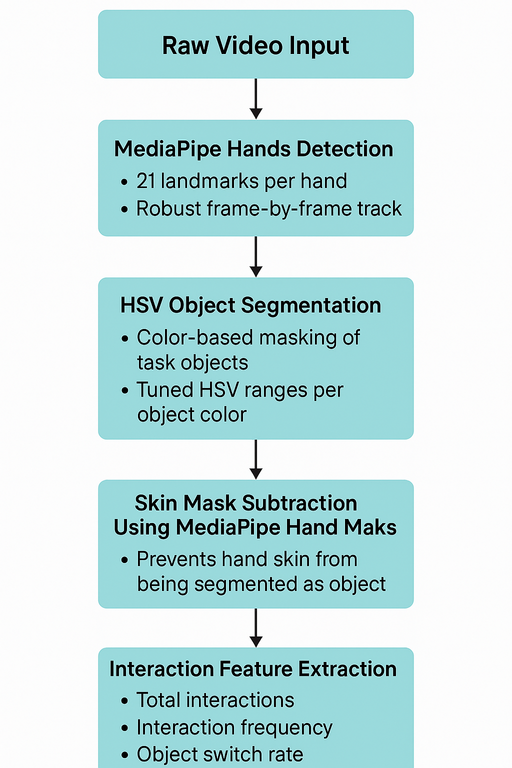 Raw Video Input
MediaPipe Hands Detection
• 21 landmarks per hand
• Robust frame-by-frame track
HSV Object Segmentation
• Color-based masking of
task objects
• Tuned HSV ranges per
object color
Skin Mask Subtraction
Using MediaPipe Hand Maks
• Prevents hand skin from
being segmented as object
Interaction Feature Extraction
• Total interactions
• Interaction frequency
• Object switch rate